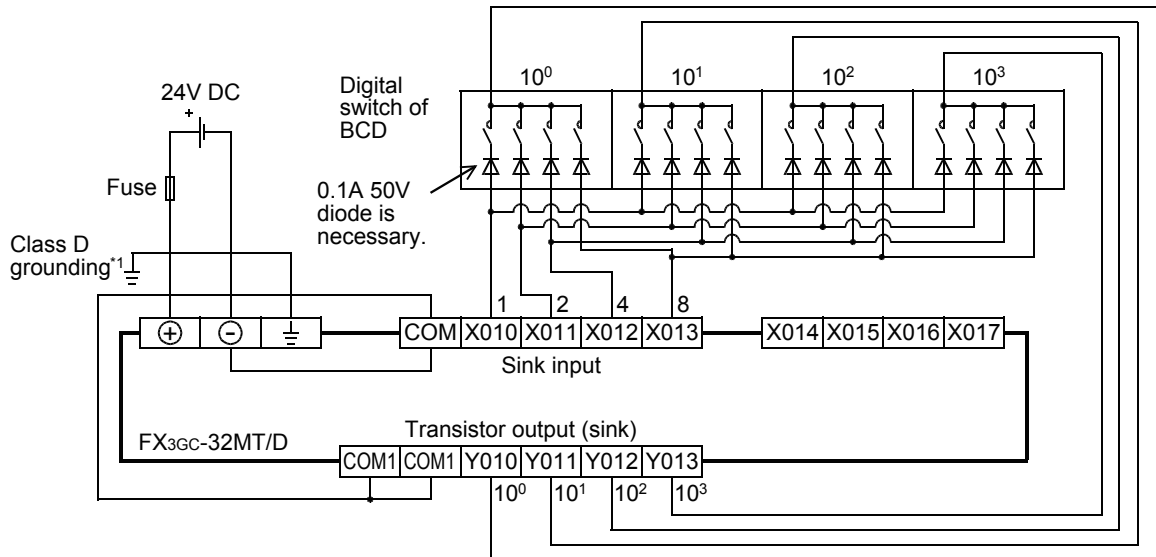 10⁰ 10¹ 10² 10³
Digital
switch of
BCD
24V DC
+
Fuse
0.1A 50V
diode is
necessary.
Class D
grounding*1
1 2 4 8
+ - COM X010 X011 X012 X013 X014 X015 X016 X017
Sink input
FX3GC-32MT/D
Transistor output (sink)
COM1 COM1 Y010 Y011 Y012 Y013
10⁰ 10¹ 10² 10³